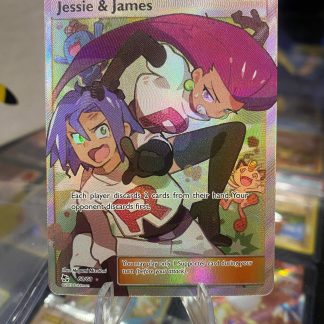 Jessie & James
Each player discards 2 cards from their hand. Your
opponent discards first.
You may play only 1 Supporter card during your
turn (before your attack).